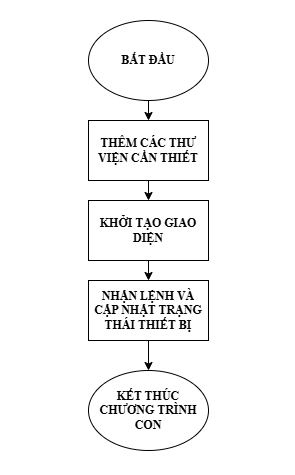 BẮT ĐẦU
THÊM CÁC THƯ
VIỆN CẦN THIẾT
KHỞI TẠO GIAO
DIỆN
NHẬN LỆNH VÀ
CẬP NHẬT TRẠNG
THÁI THIẾT BỊ
KẾT THÚC
CHƯƠNG TRÌNH
CON